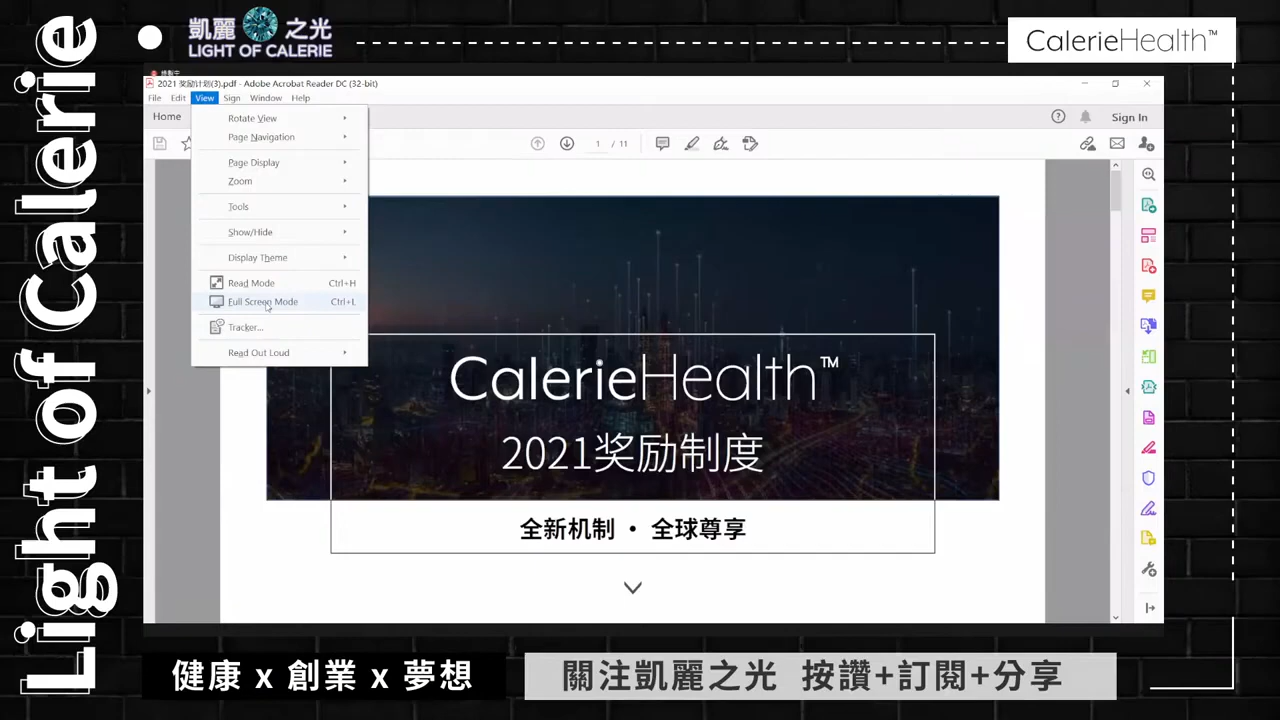 Light of Calerie
凱麗之光
LIGHT OF CALERIE
CalerieHealth™
2021 奖励计划(3).pdf - Adobe Acrobat Reader DC (32-bit)
File Edit View Sign Window Help
Home
Sign In
1 / 11
Rotate View
Page Navigation
Page Display
Zoom
Tools
Show/Hide
Display Theme
Read Mode Ctrl+H
Full Screen Mode Ctrl+L
Tracker...
Read Out Loud
CalerieHealth™
2021奖励制度
全新机制 • 全球尊享
健康 x 創業 x 夢想
關注凱麗之光 按讚+訂閱+分享